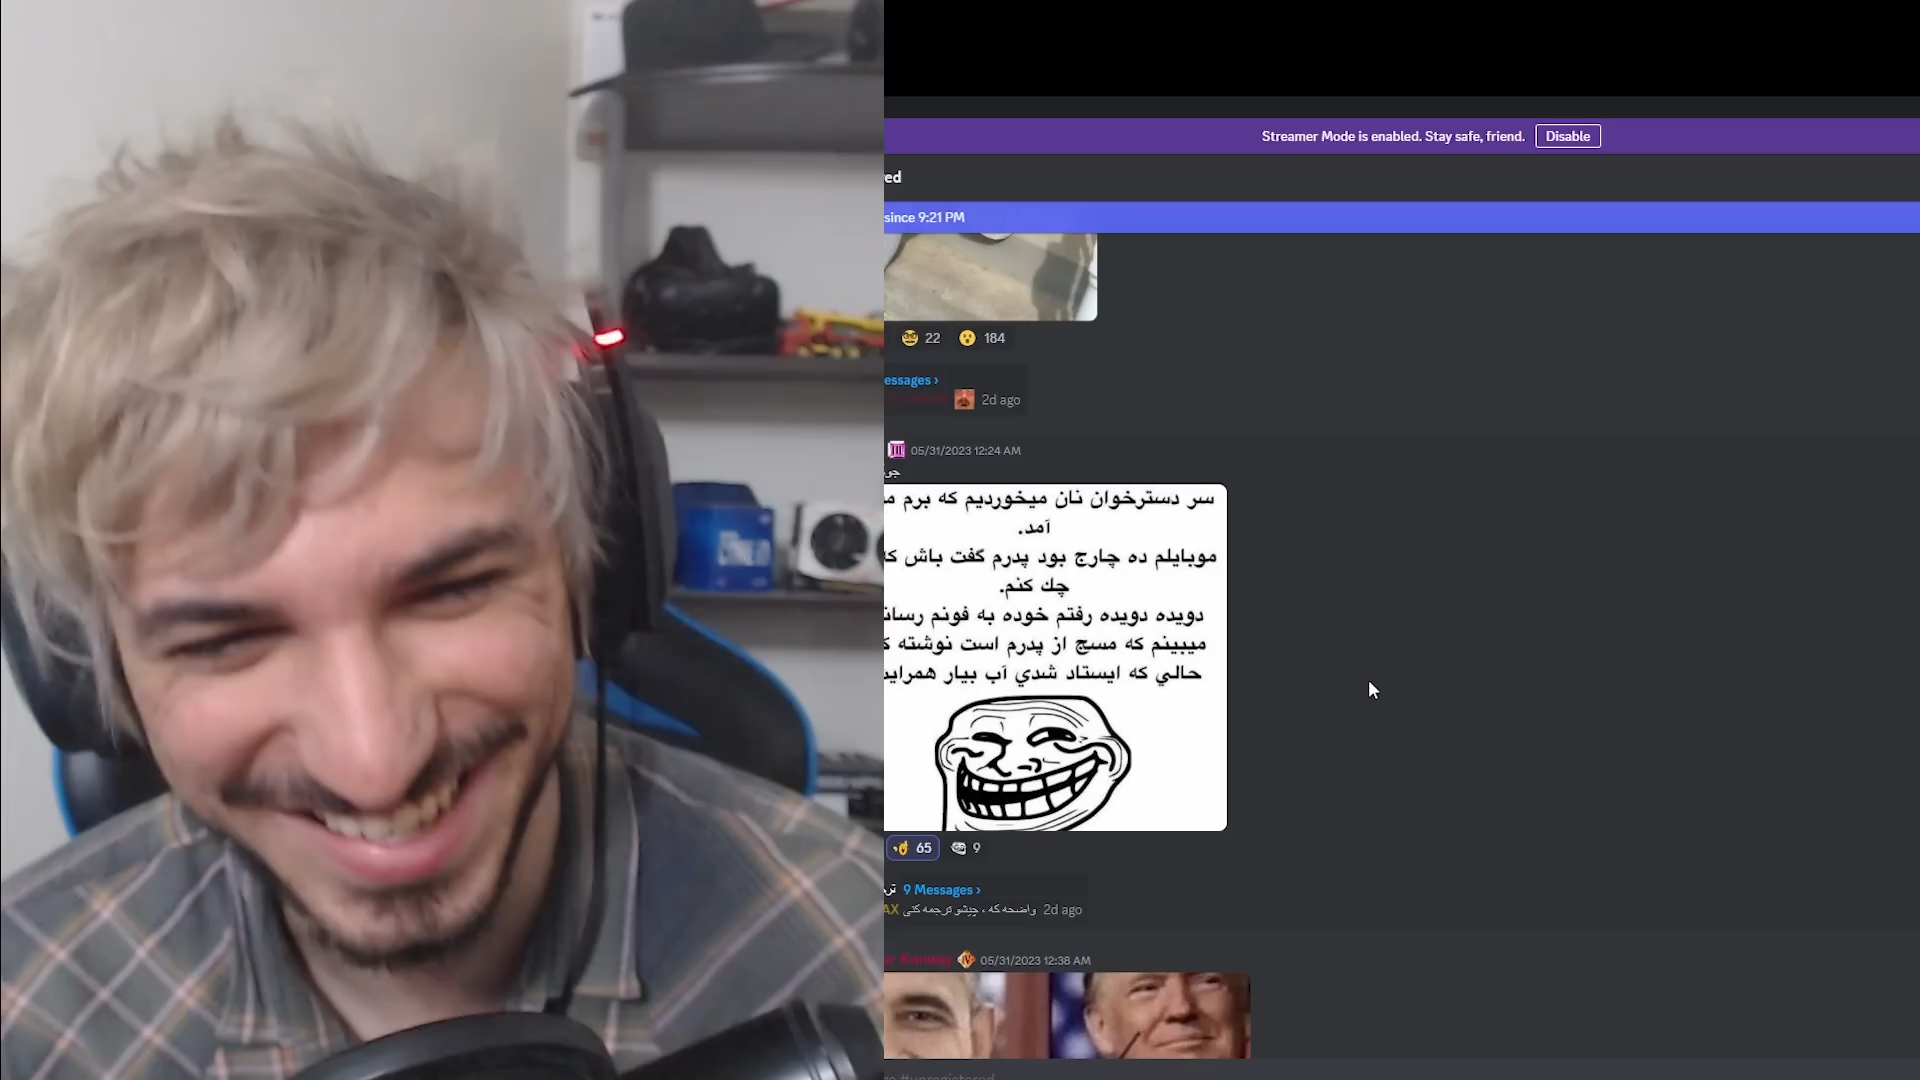 Streamer Mode is enabled. Stay safe, friend. Disable
since 9:21 PM
22 184
2d ago
05/31/2023 12:24 AM
سر دسترخوان نان میخوردیم که برم
آمد.
موبایلم ده چارج بود پدرم گفت باش
چك كنم.
دویده دویده رفتم خوده به فونم
میبینم که مسج از پدرم است نوشته
حالي كه ايستاد شدي آب بيار
65 9
9 Messages ›
واضحه که ، چیشو ترجمه کنی 2d ago
05/31/2023 12:38 AM